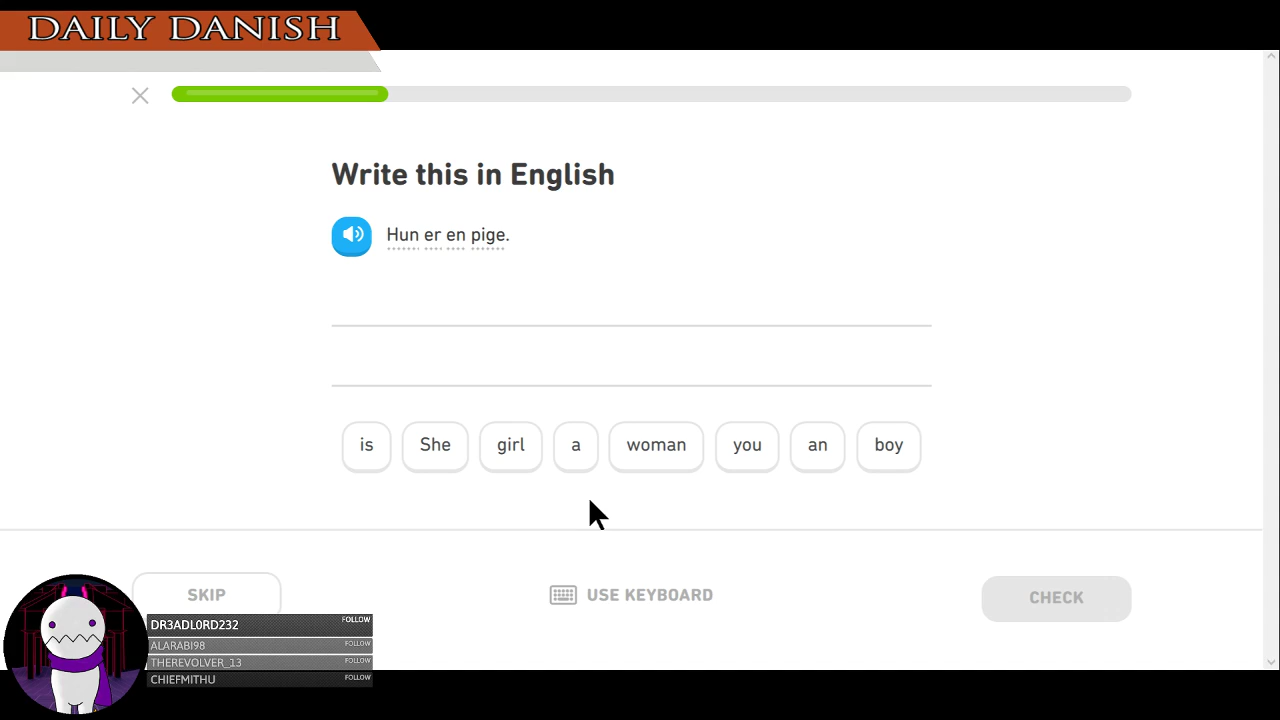 DAILY DANISH
Write this in English
Hun er en pige.
is She girl a woman you an boy
SKIP
USE KEYBOARD
CHECK
DR3ADL0RD232 FOLLOW
ALARABI98 FOLLOW
THEREVOLVER_13 FOLLOW
CHIEFMITHU FOLLOW